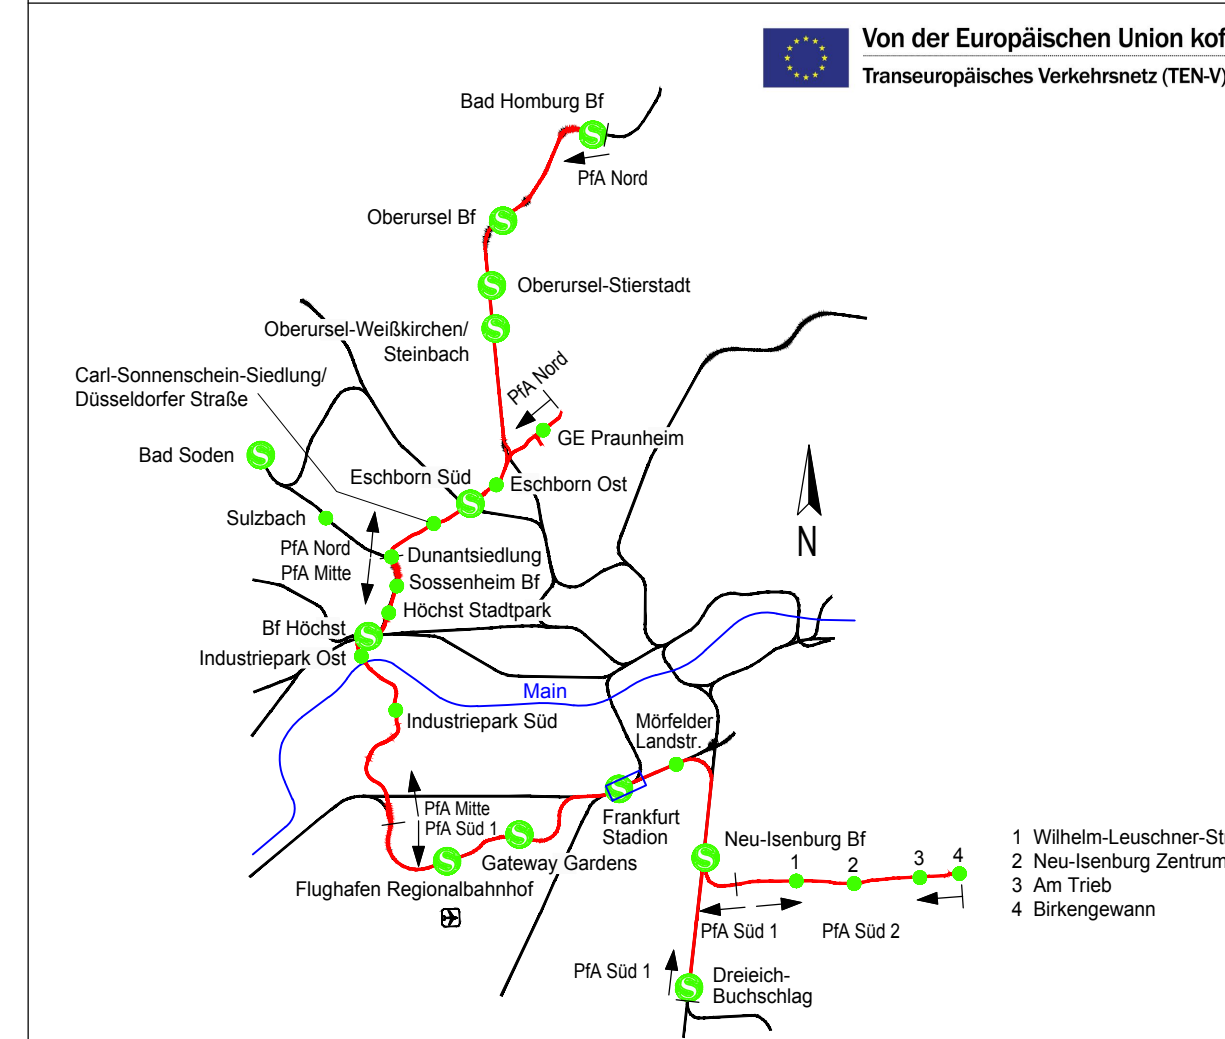 Von der Europäischen Union kof
Transeuropäisches Verkehrsnetz (TEN-V)
Bad Homburg Bf
S
PfA Nord
Oberursel Bf
S
S
Oberursel-Stierstadt
Oberursel-Weißkirchen/
Steinbach
S
PfA Nord
Carl-Sonnenschein-Siedlung/
Düsseldorfer Straße
GE Praunheim
Bad Soden
S
Eschborn Süd
S
Eschborn Ost
Sulzbach
PfA Nord
PfA Mitte
Dunantsiedlung
Sossenheim Bf
Höchst Stadtpark
N
Bf Höchst
S
Industriepark Ost
Main
Industriepark Süd
Mörfelder
Landstr.
S
Frankfurt
Stadion
PfA Mitte
PfA Süd 1
S
Gateway Gardens
S
Flughafen Regionalbahnhof
Neu-Isenburg Bf
S
1
2
3
4
1 Wilhelm-Leuschner-St
2 Neu-Isenburg Zentrum
3 Am Trieb
4 Birkengewann
PfA Süd 1
PfA Süd 2
PfA Süd 1
S
Dreieich-
Buchschlag